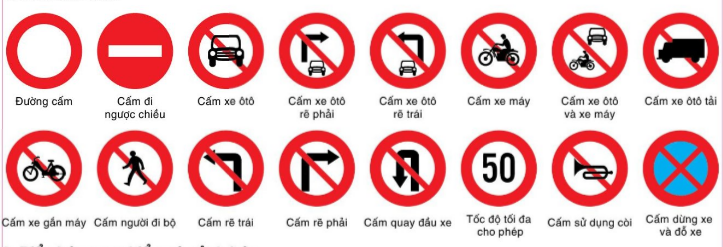 Đường cấm
Cấm đi
ngược chiều
Cấm xe ôtô
Cấm xe ôtô
rẽ phải
Cấm xe ôtô
rẽ trái
Cấm xe máy
Cấm xe ôtô
và xe máy
Cấm xe ôtô tải
50
Cấm xe gắn máy
Cấm người đi bộ
Cấm rẽ trái
Cấm rẽ phải
Cấm quay đầu xe
Tốc độ tối đa
cho phép
Cấm sử dụng còi
Cấm dừng xe
và đỗ xe